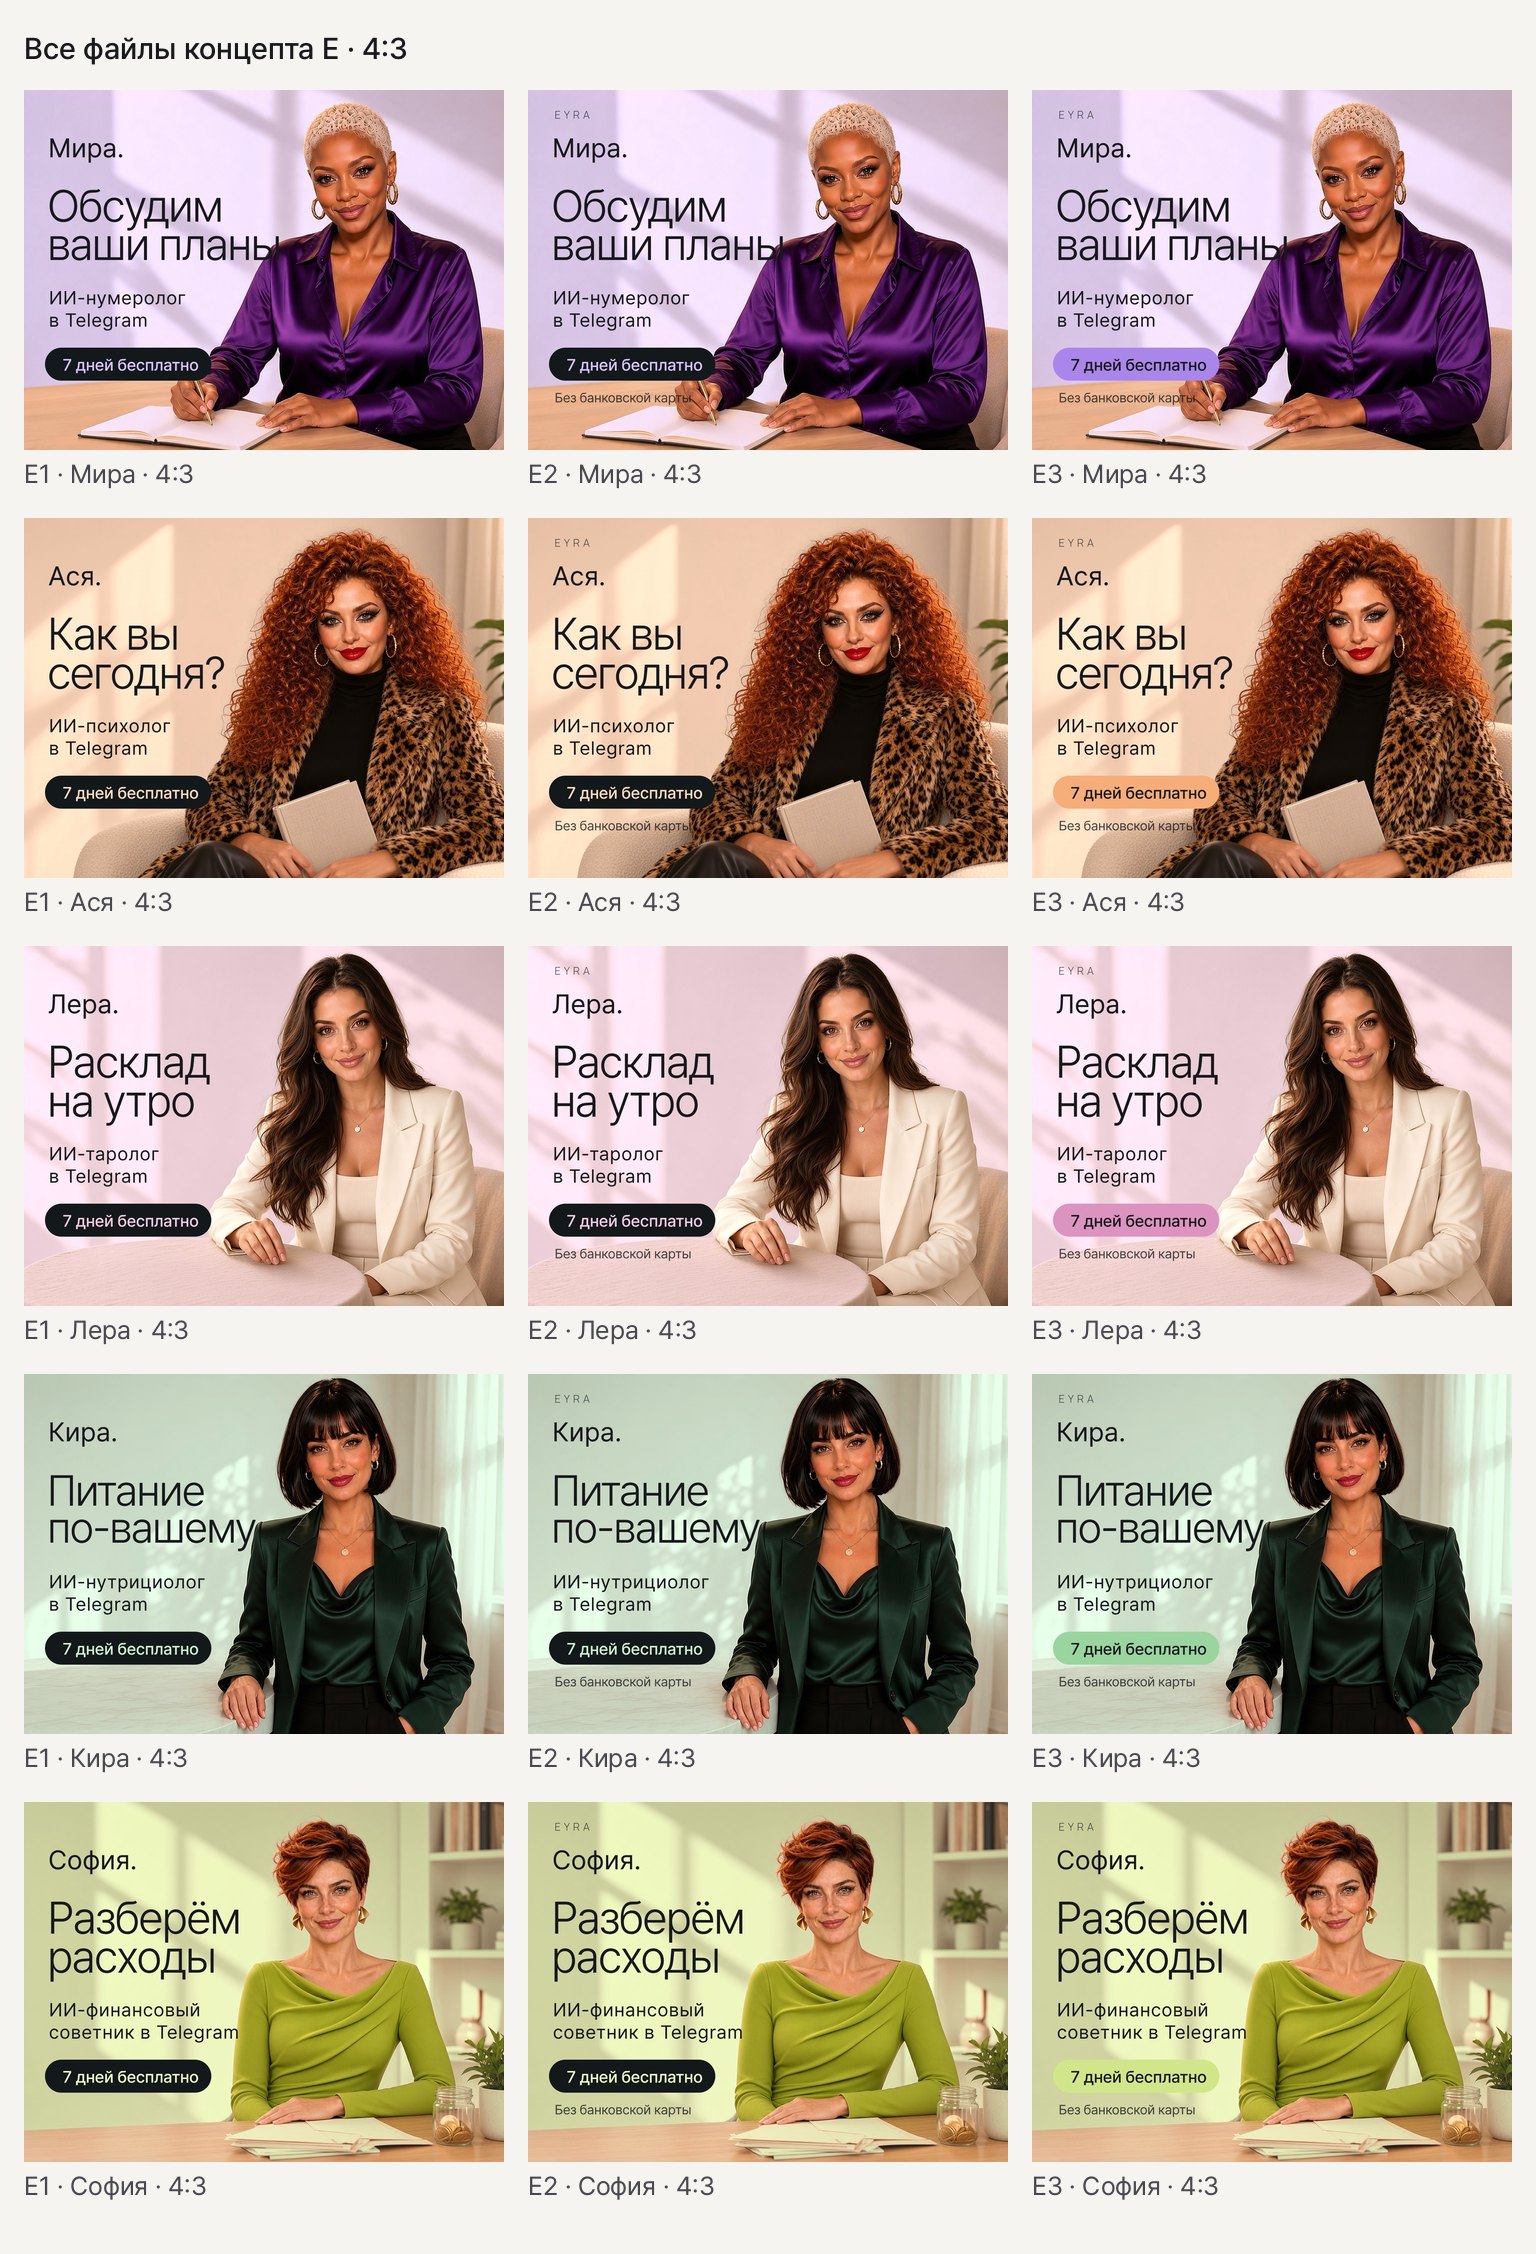 Все файлы концепта E · 4:3
Мира.
Обсудим
ваши планы
ИИ-нумеролог
в Telegram
7 дней бесплатно
E1 · Мира · 4:3
EYRA
Мира.
Обсудим
ваши планы
ИИ-нумеролог
в Telegram
7 дней бесплатно
Без банковской карты
E2 · Мира · 4:3
EYRA
Мира.
Обсудим
ваши планы
ИИ-нумеролог
в Telegram
7 дней бесплатно
Без банковской карты
E3 · Мира · 4:3
Ася.
Как вы
сегодня?
ИИ-психолог
в Telegram
7 дней бесплатно
E1 · Ася · 4:3
EYRA
Ася.
Как вы
сегодня?
ИИ-психолог
в Telegram
7 дней бесплатно
Без банковской карты
E2 · Ася · 4:3
EYRA
Ася.
Как вы
сегодня?
ИИ-психолог
в Telegram
7 дней бесплатно
Без банковской карты
E3 · Ася · 4:3
Лера.
Расклад
на утро
ИИ-таролог
в Telegram
7 дней бесплатно
E1 · Лера · 4:3
EYRA
Лера.
Расклад
на утро
ИИ-таролог
в Telegram
7 дней бесплатно
Без банковской карты
E2 · Лера · 4:3
EYRA
Лера.
Расклад
на утро
ИИ-таролог
в Telegram
7 дней бесплатно
Без банковской карты
E3 · Лера · 4:3
Кира.
Питание
по-вашему
ИИ-нутрициолог
в Telegram
7 дней бесплатно
E1 · Кира · 4:3
EYRA
Кира.
Питание
по-вашему
ИИ-нутрициолог
в Telegram
7 дней бесплатно
Без банковской карты
E2 · Кира · 4:3
EYRA
Кира.
Питание
по-вашему
ИИ-нутрициолог
в Telegram
7 дней бесплатно
Без банковской карты
E3 · Кира · 4:3
София.
Разберём
расходы
ИИ-финансовый
советник в Telegram
7 дней бесплатно
E1 · София · 4:3
EYRA
София.
Разберём
расходы
ИИ-финансовый
советник в Telegram
7 дней бесплатно
Без банковской карты
E2 · София · 4:3
EYRA
София.
Разберём
расходы
ИИ-финансовый
советник в Telegram
7 дней бесплатно
Без банковской карты
E3 · София · 4:3